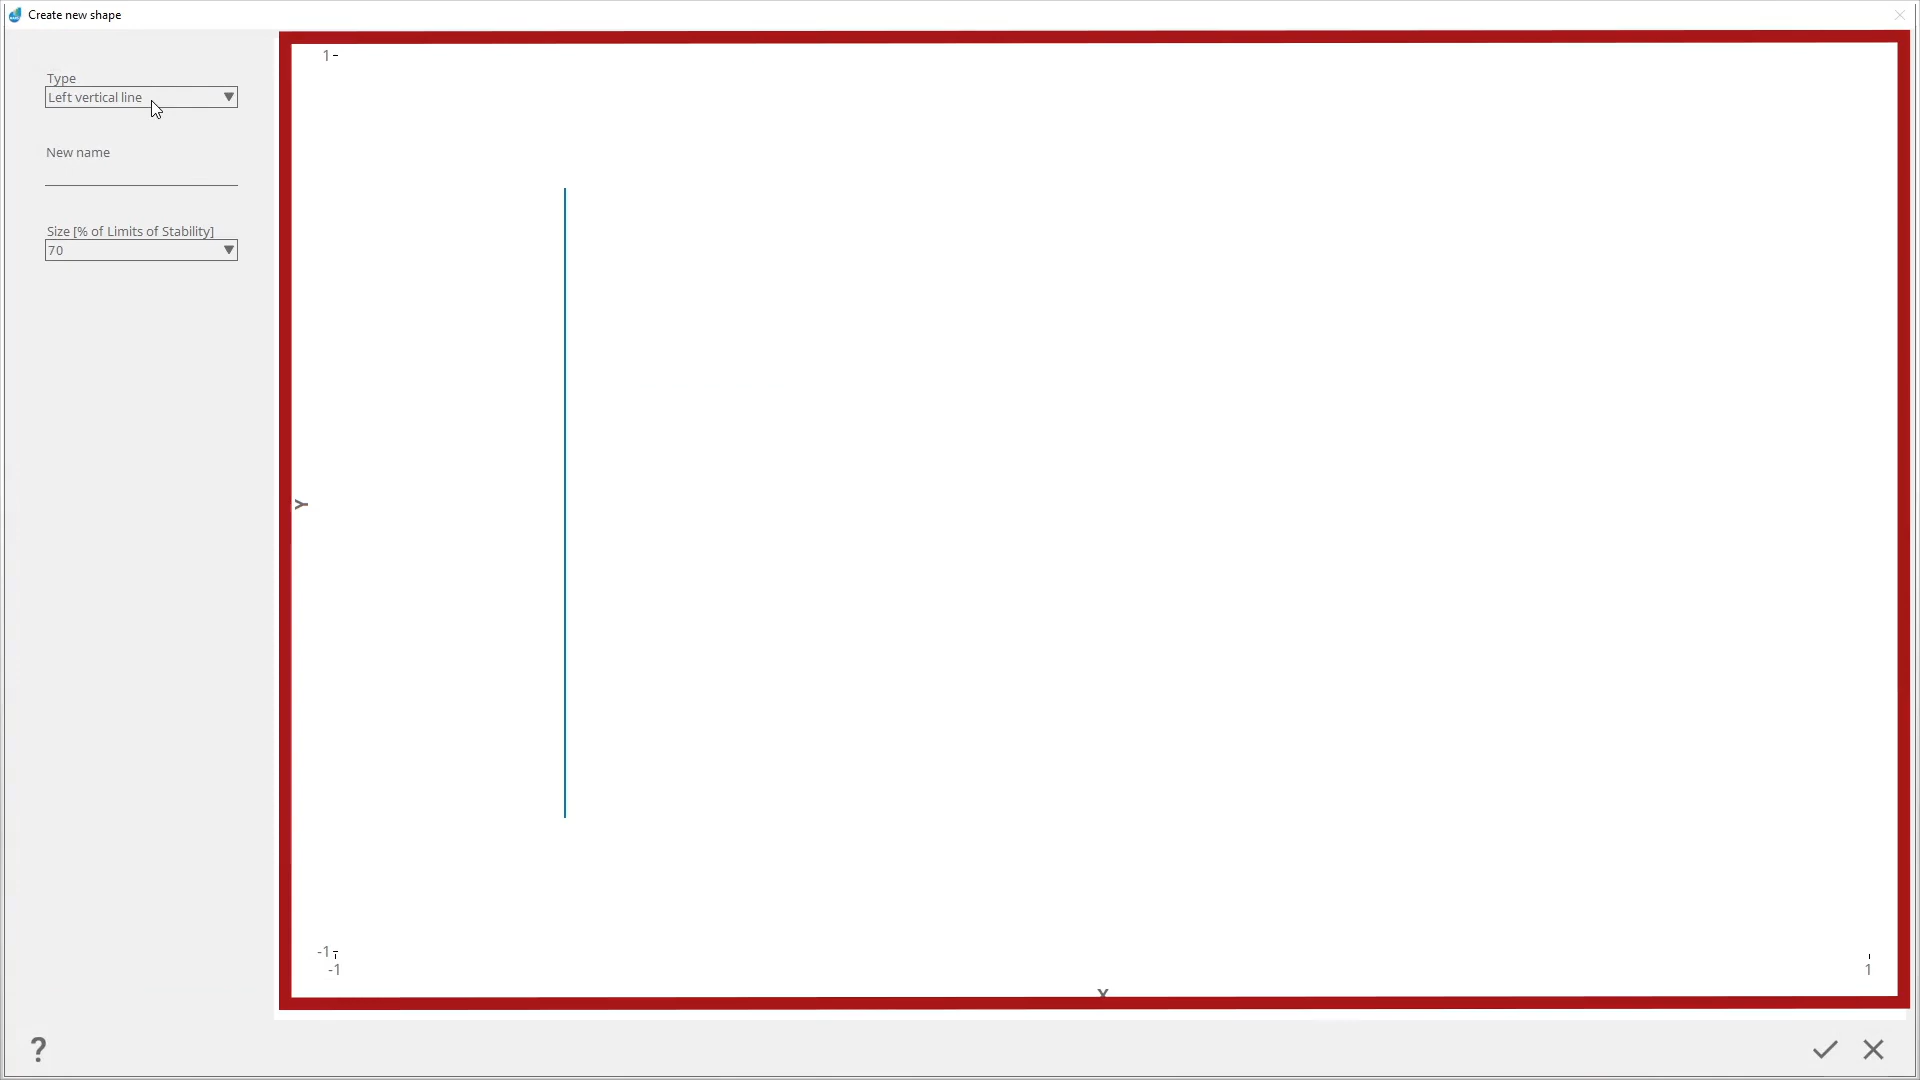 Create new shape
Type
Left vertical line
New name
Size [% of Limits of Stability]
70
1
Y
-1
-1
1
X
?